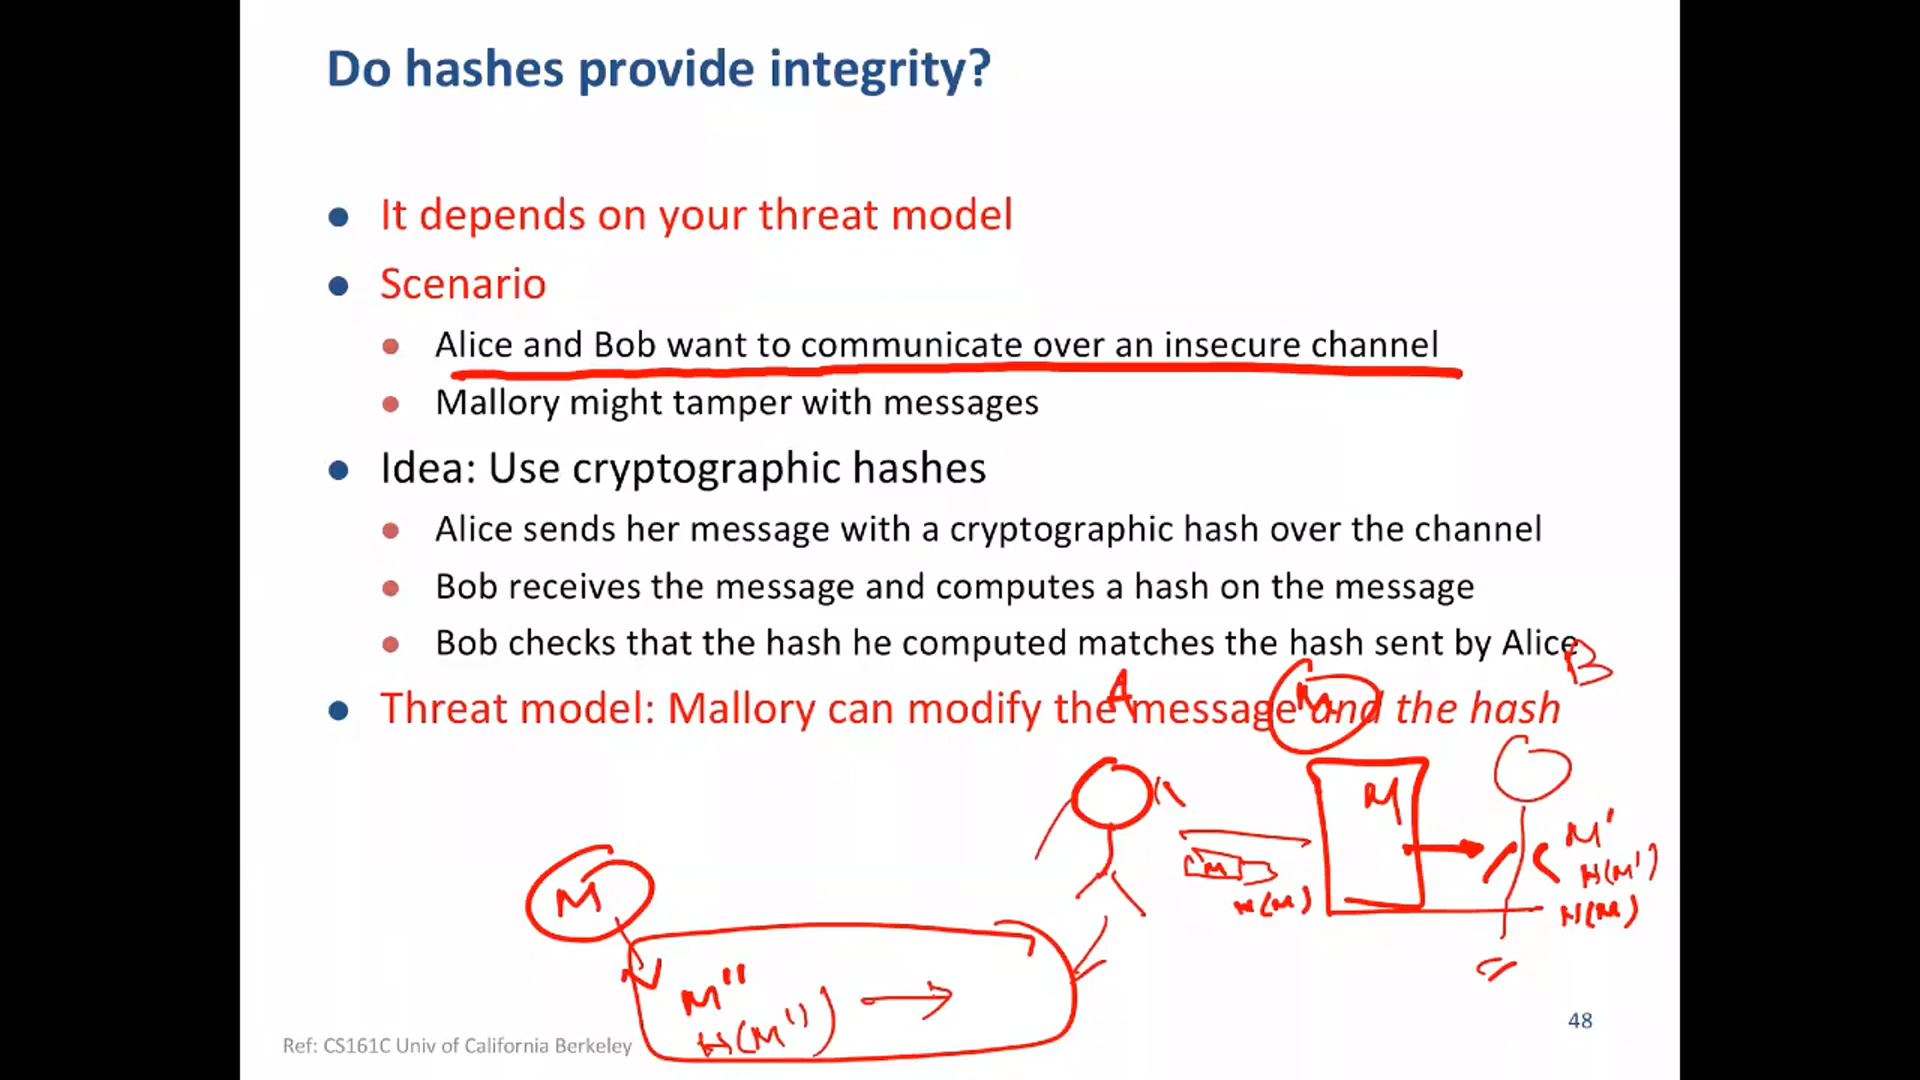 Do hashes provide integrity?
It depends on your threat model
Scenario
Alice and Bob want to communicate over an insecure channel
Mallory might tamper with messages
Idea: Use cryptographic hashes
Alice sends her message with a cryptographic hash over the channel
Bob receives the message and computes a hash on the message
Bob checks that the hash he computed matches the hash sent by Alice
B
A
M
Threat model: Mallory can modify the message and the hash
M
M'
M
H(M')
H(M)
H(M)
M
M''
H(M'')
48
Ref: CS161C Univ of California Berkeley